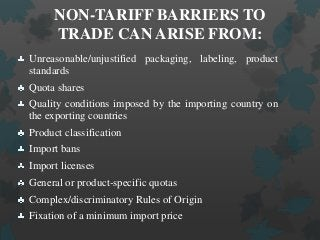 NON-TARIFF BARRIERS TO
TRADE CAN ARISE FROM:
Unreasonable/unjustified packaging, labeling, product
standards
Quota shares
Quality conditions imposed by the importing country on
the exporting countries
Product classification
Import bans
Import licenses
General or product-specific quotas
Complex/discriminatory Rules of Origin
Fixation of a minimum import price